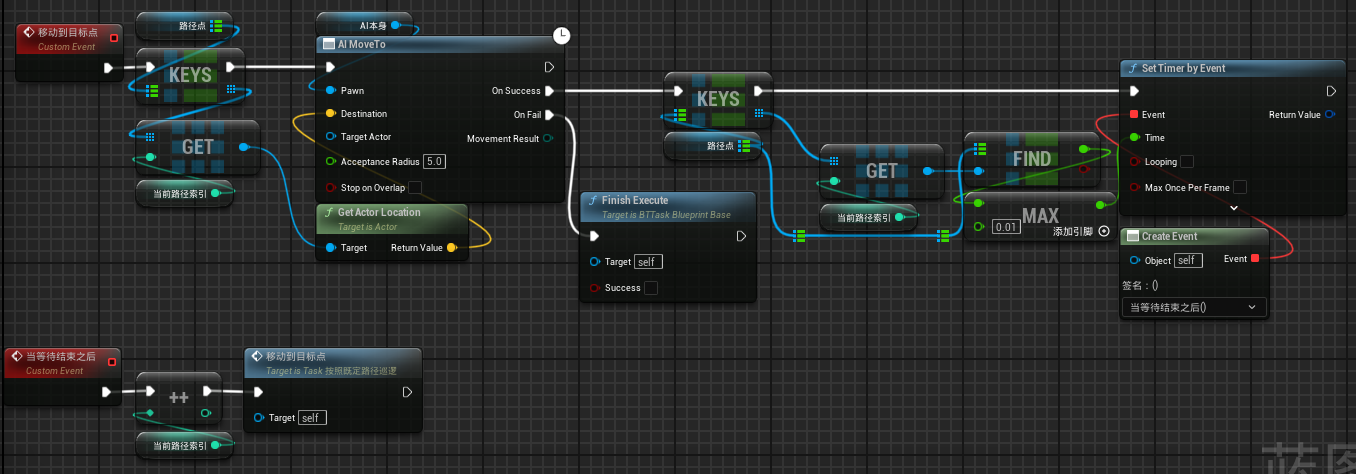 移动到目标点
Custom Event
路径点
KEYS
GET
当前路径索引
AI本身
AI MoveTo
Pawn
On Success
Destination
On Fail
Target Actor
Movement Result
Acceptance Radius 5.0
Stop on Overlap
Get Actor Location
Target is Actor
Target
Return Value
Finish Execute
Target is BTTask Blueprint Base
Target self
Success
KEYS
路径点
GET
当前路径索引
FIND
MAX
0.01
添加引脚
Set Timer by Event
Event
Return Value
Time
Looping
Max Once Per Frame
Create Event
Object self
Event
签名：()
当等待结束之后()
当等待结束之后
Custom Event
++
当前路径索引
移动到目标点
Target is Task 按照既定路径巡逻
Target self
蓝图